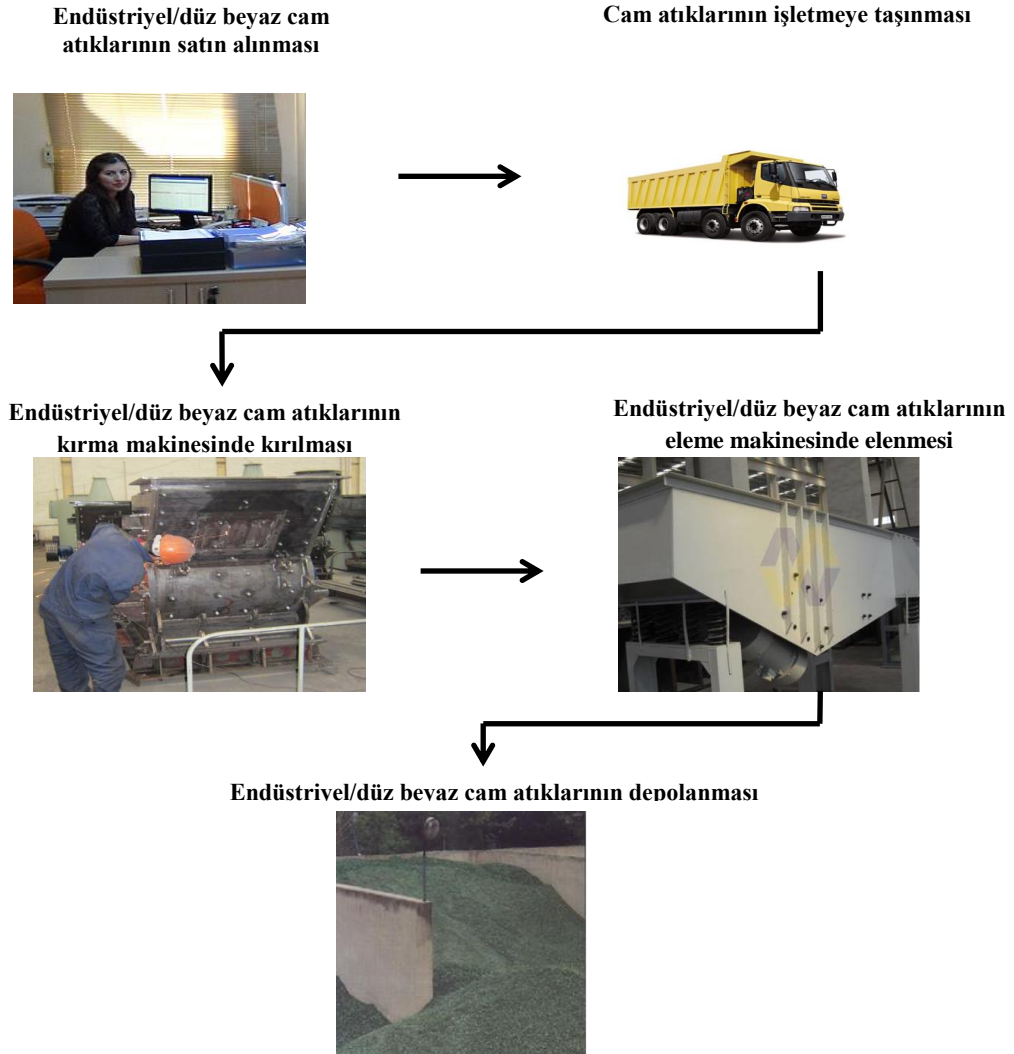 Endüstriyel/düz beyaz cam
atıklarının satın alınması
Cam atıklarının işletmeye taşınması
Endüstriyel/düz beyaz cam atıklarının
kırma makinesinde kırılması
Endüstriyel/düz beyaz cam atıklarının
eleme makinesinde elenmesi
Endüstriyel/düz beyaz cam atıklarının depolanması